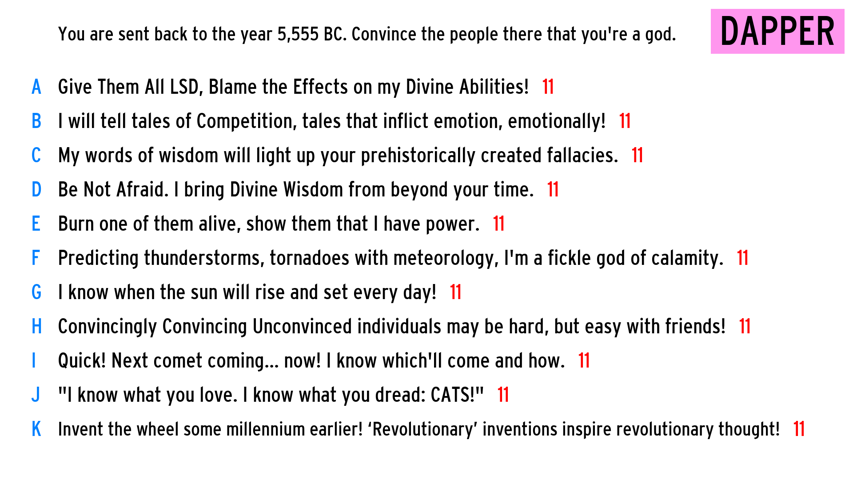 You are sent back to the year 5,555 BC. Convince the people there that you're a god.
DAPPER
A Give Them All LSD, Blame the Effects on my Divine Abilities! 11
B I will tell tales of Competition, tales that inflict emotion, emotionally! 11
C My words of wisdom will light up your prehistorically created fallacies. 11
D Be Not Afraid. I bring Divine Wisdom from beyond your time. 11
E Burn one of them alive, show them that I have power. 11
F Predicting thunderstorms, tornadoes with meteorology, I'm a fickle god of calamity. 11
G I know when the sun will rise and set every day! 11
H Convincingly Convincing Unconvinced individuals may be hard, but easy with friends! 11
I Quick! Next comet coming... now! I know which'll come and how. 11
J "I know what you love. I know what you dread: CATS!" 11
K Invent the wheel some millennium earlier! ‘Revolutionary’ inventions inspire revolutionary thought! 11